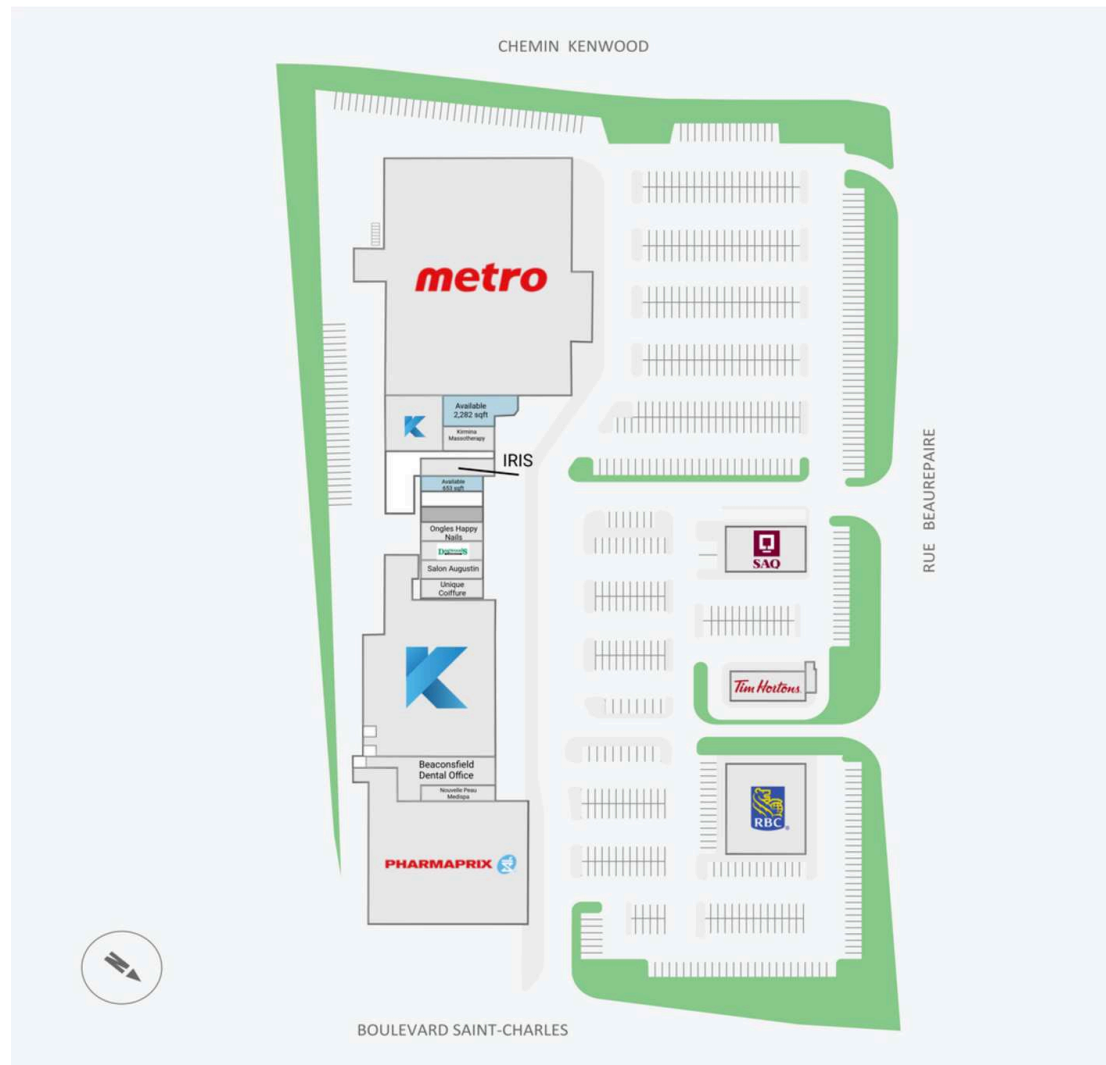 CHEMIN KENWOOD
metro
K
Available
2,282 sqft
Kirmina
Massotherapy
IRIS
Available
653 sqft
Ongles Happy
Nails
Salon Augustin
Unique
Coiffure
K
Beaconsfield
Dental Office
Nouvelle Peau
Medispa
PHARMAPRIX
SAQ
Tim Hortons
RBC
RUE BEAUREPAIRE
N
BOULEVARD SAINT-CHARLES